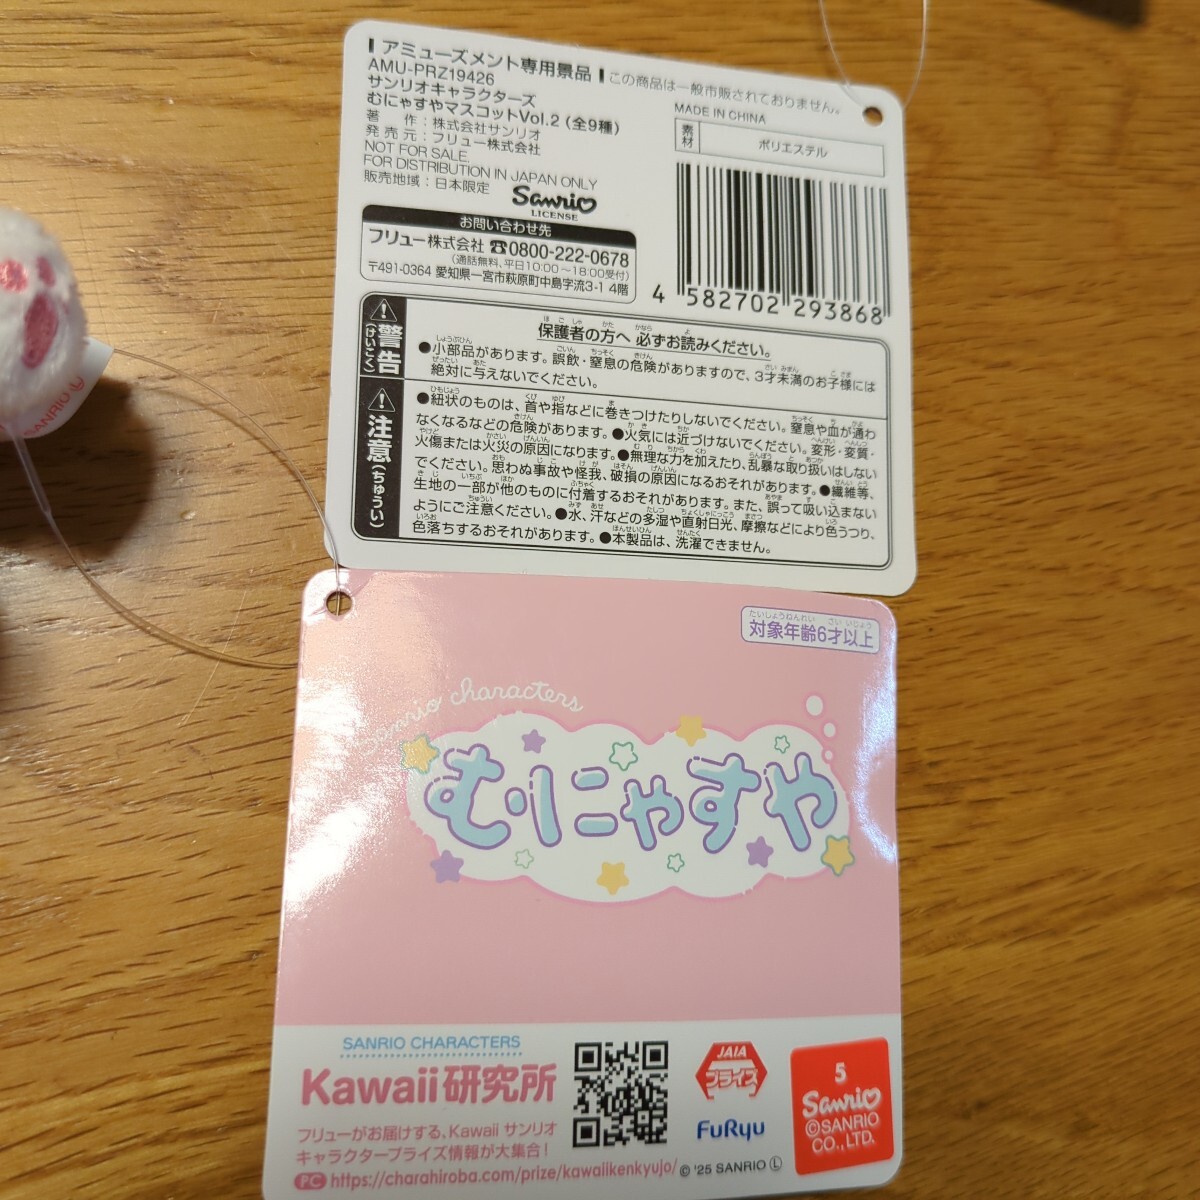 アミューズメント専用景品 この商品は一般市販されておりません。
AMU-PRZ19426
サンリオキャラクターズ
むにゃすやマスコットVol.2(全9種)
著 作:株式会社サンリオ
発 売 元:フリュー株式会社
NOT FOR SALE.
FOR DISTRIBUTION IN JAPAN ONLY
販売地域:日本限定
Sanrio
LICENSE
MADE IN CHINA
素材 ポリエステル
4 582702 293868
お問い合わせ先
フリュー株式会社 ☎0800-222-0678
(通話無料、平日10:00～18:00受付)
〒491-0364 愛知県一宮市萩原町中島字流3-1 4階
警告(けいこく)
保護者の方へ 必ずお読みください。
●小部品があります。誤飲・窒息の危険がありますので、3才未満のお子様には
絶対に与えないでください。
注意(ちゅうい)
●紐状のものは、首や指などに巻きつけたりしないでください。窒息や血が通わ
なくなるなどの危険があります。●火気には近づけないでください。変形・変質・
火傷または火災の原因になります。●無理な力を加えたり、乱暴な取り扱いはしない
でください。思わぬ事故や怪我、破損の原因になるおそれがあります。●繊維等、
生地の一部が他のものに付着するおそれがあります。また、誤って吸い込まない
ようにご注意ください。●水、汗などの多湿や直射日光、摩擦などにより色うつり、
色落ちするおそれがあります。●本製品は、洗濯できません。
SANRIO Ⓛ
対象年齢6才以上
Sanrio characters
むにゃすや
SANRIO CHARACTERS
Kawaii研究所
フリューがお届けする、Kawaii サンリオ
キャラクタープライズ情報が大集合!
PC https://charahiroba.com/prize/kawaiikenkyujo/
JAIA
プライズ
FuRyu
© '25 SANRIO Ⓛ
5
Sanrio
©SANRIO
CO., LTD.